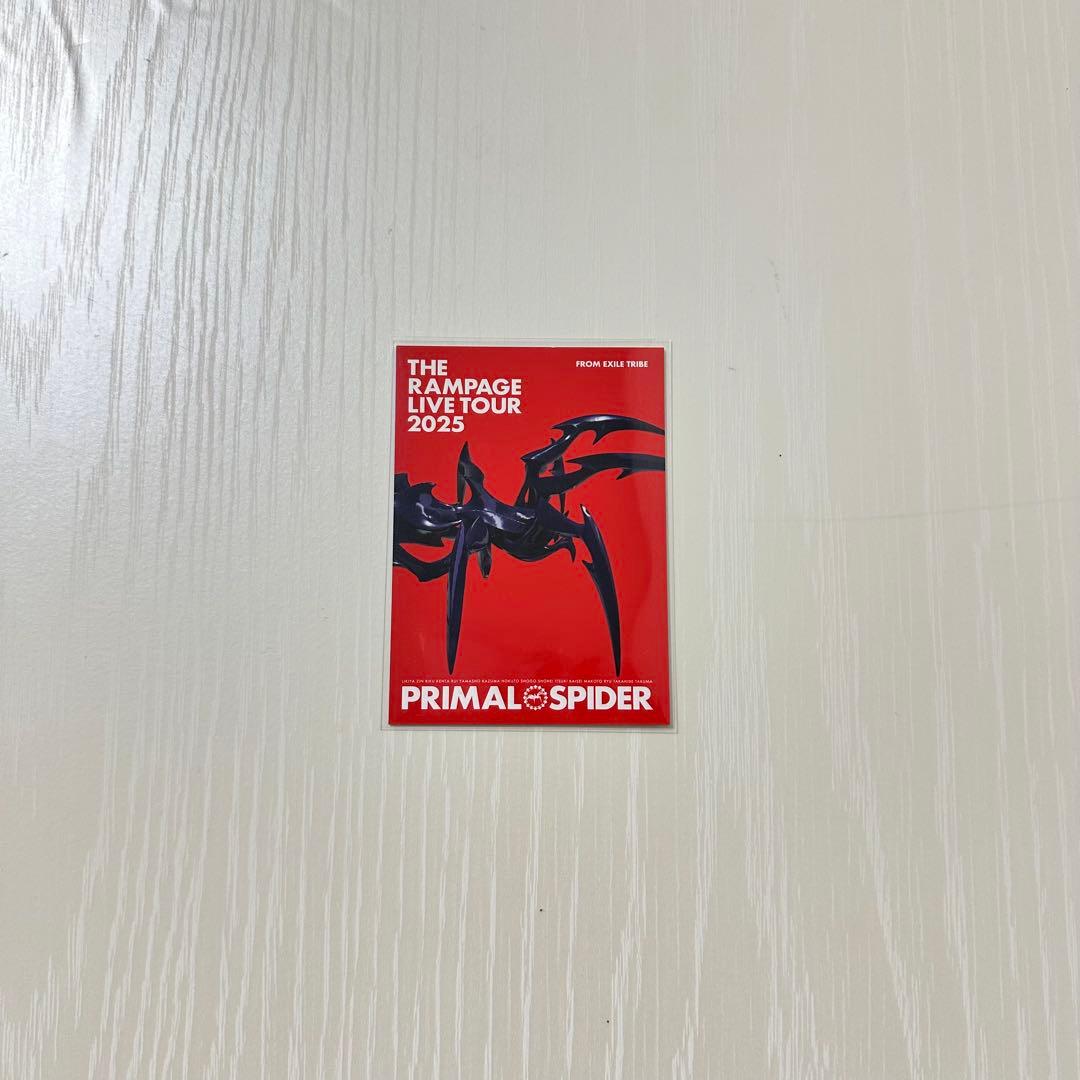 THE
RAMPAGE
LIVE TOUR
2025
FROM EXILE TRIBE
LIKIYA ZIN RIKU KENTA RUI YAMASHO KAZUMA HOKUTO SHOGO SHOHEI ITSUKI KAISEI MAKOTO RYU TAKAHIDE TAKUMA
PRIMAL SPIDER